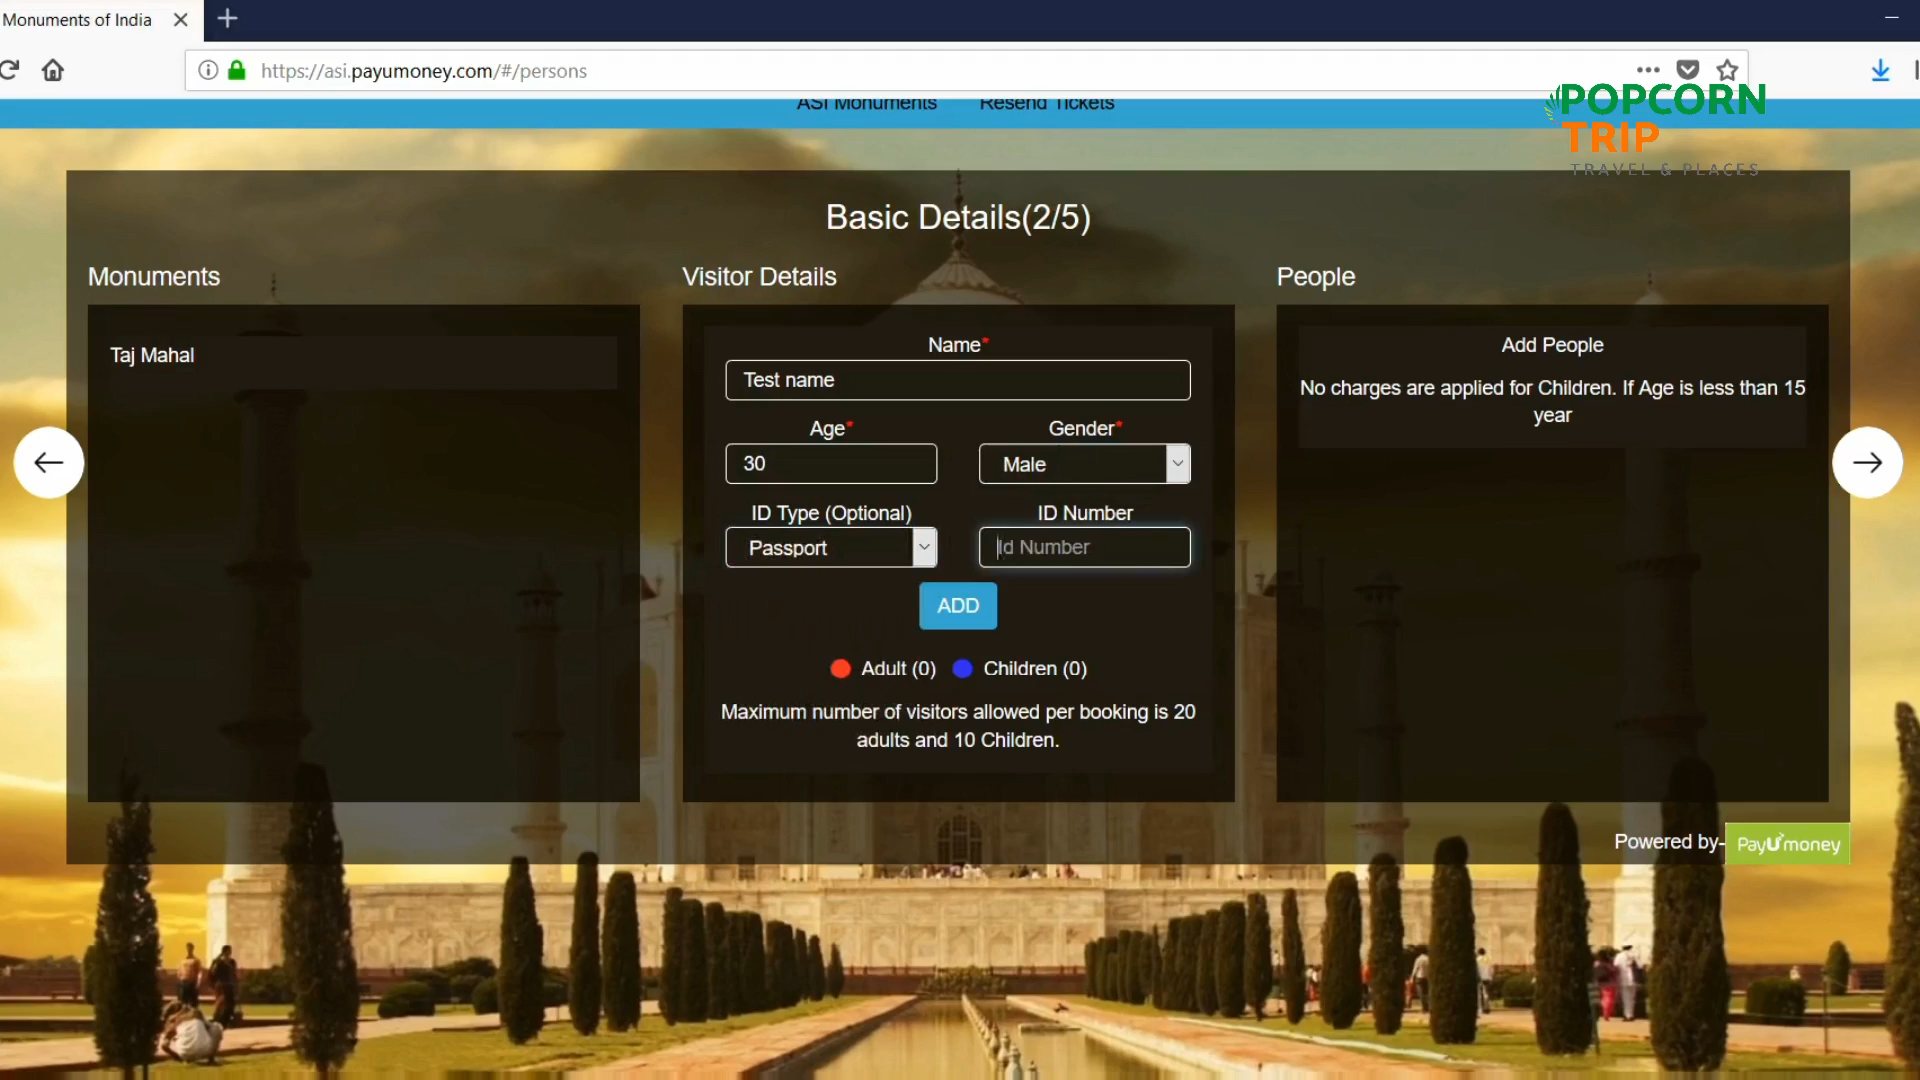 Monuments of India
https://asi.payumoney.com/#/persons
ASI Monuments
Resend Tickets
POPCORN
TRIP
TRAVEL & PLACES
Basic Details(2/5)
Monuments
Taj Mahal
Visitor Details
Name*
Test name
Age*
Gender*
30
Male
ID Type (Optional)
ID Number
Passport
Id Number
ADD
Adult (0)
Children (0)
Maximum number of visitors allowed per booking is 20
adults and 10 Children.
People
Add People
No charges are applied for Children. If Age is less than 15
year
Powered by-
PayUmoney